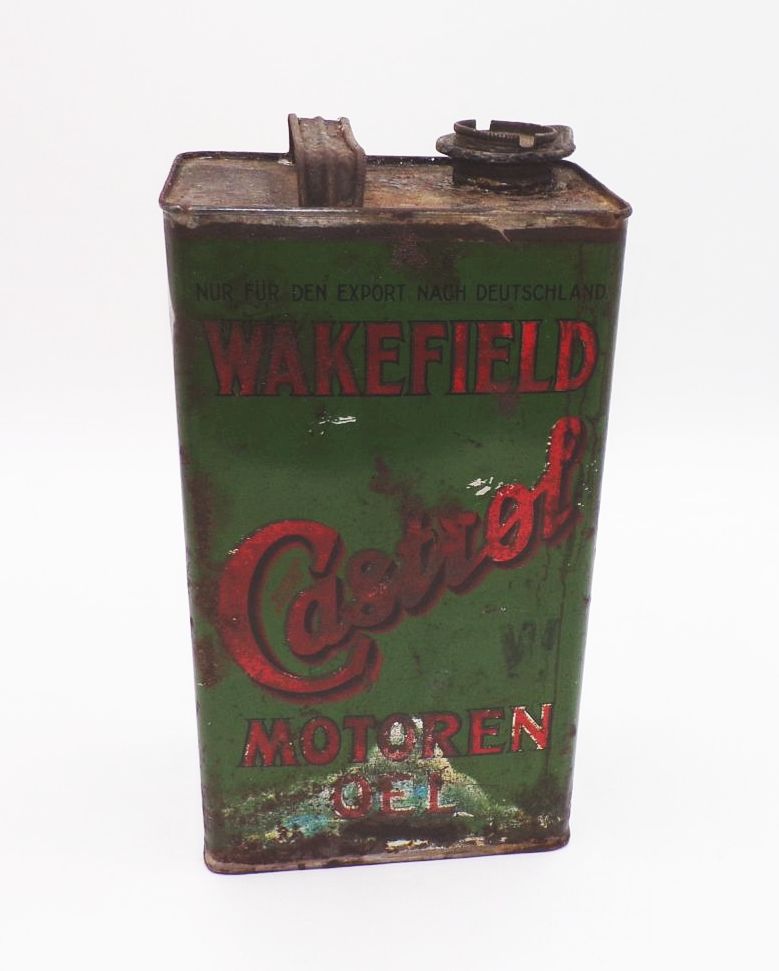 NUR FÜR DEN EXPORT NACH DEUTSCHLAND
WAKEFIELD
Castrol
MOTOREN
OEL